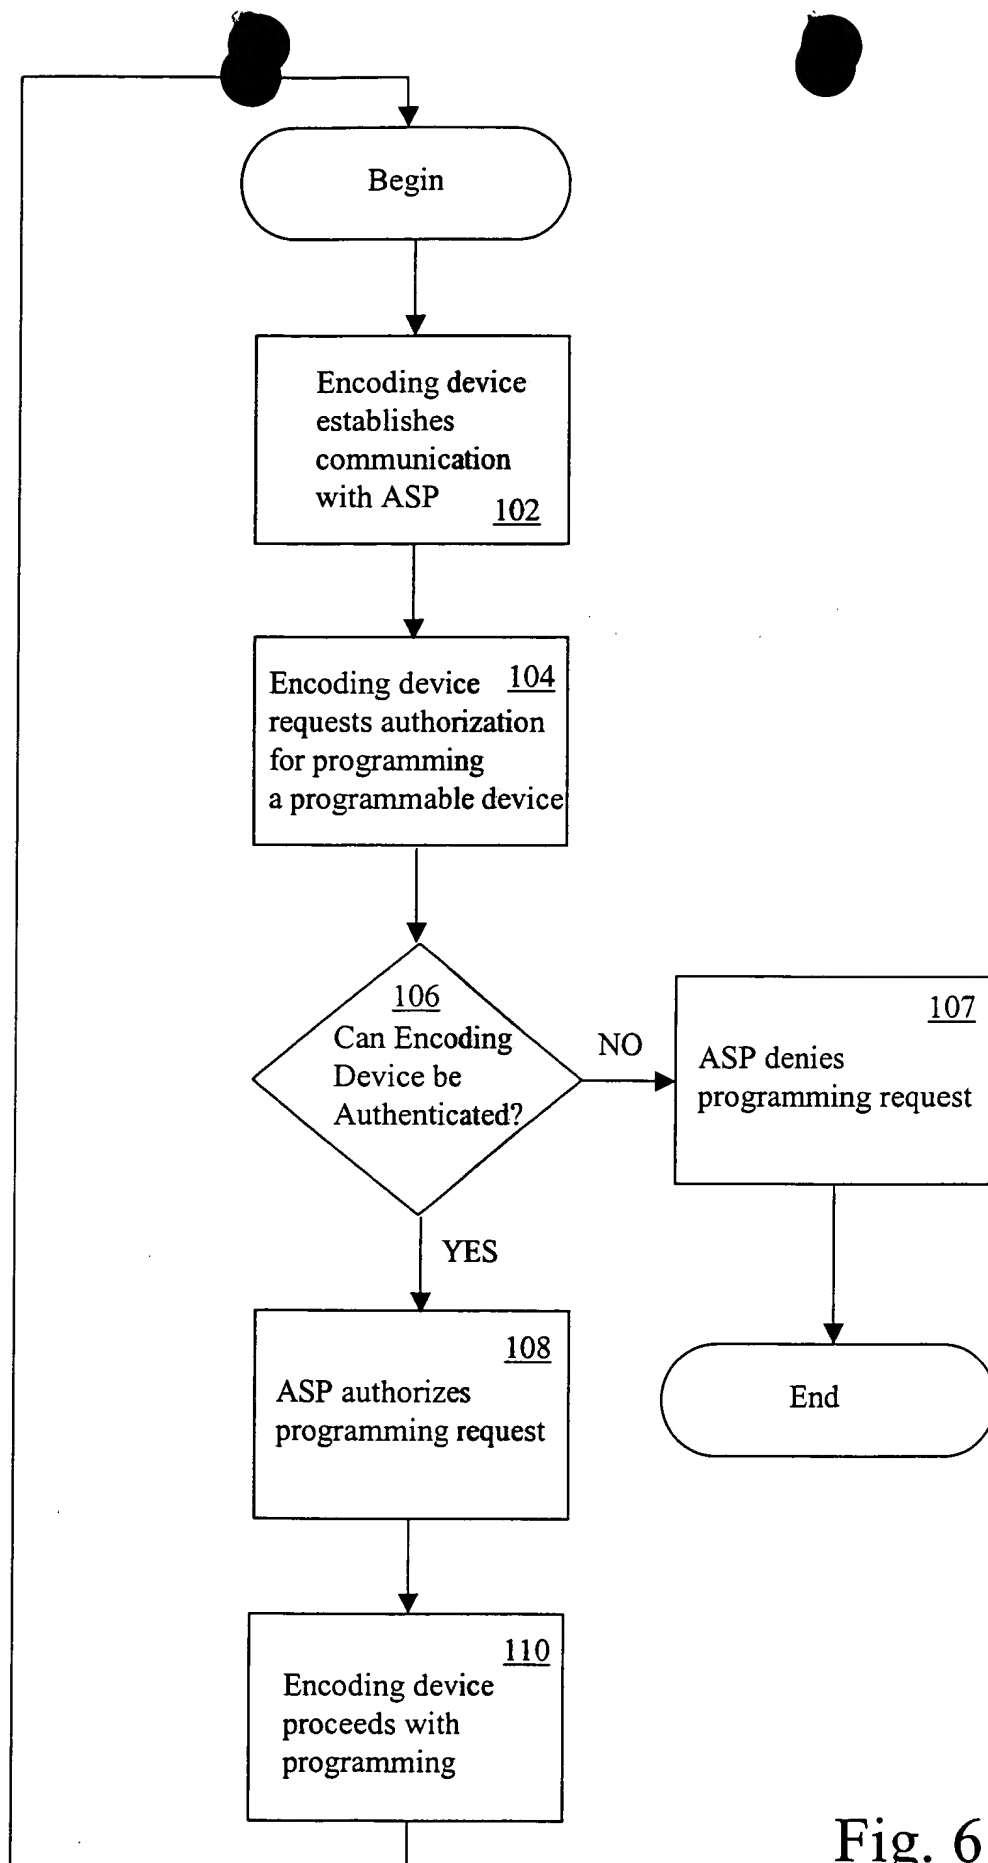 Begin
Encoding device
establishes
communication
with ASP
102
104
Encoding device
requests authorization
for programming
a programmable device
106
Can Encoding
Device be
Authenticated?
NO
107
ASP denies
programming request
YES
108
ASP authorizes
programming request
End
110
Encoding device
proceeds with
programming
Fig. 6